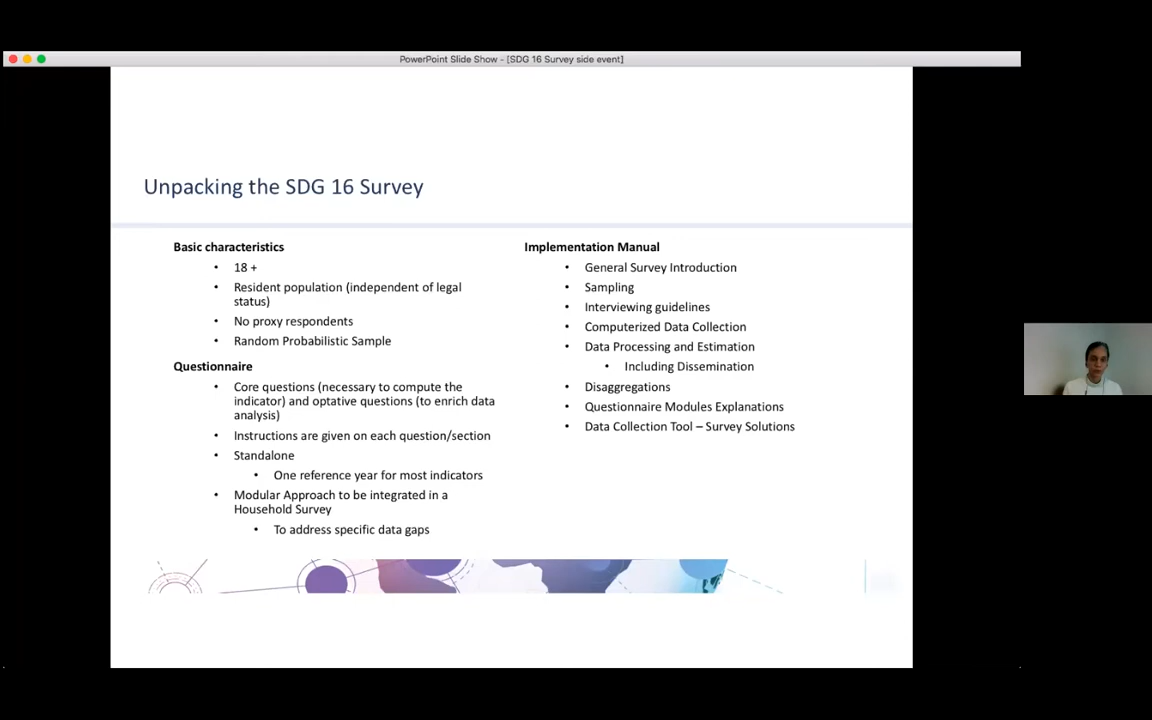 PowerPoint Slide Show - [SDG 16 Survey side event]
Unpacking the SDG 16 Survey
Basic characteristics
• 18 +
• Resident population (independent of legal
status)
• No proxy respondents
• Random Probabilistic Sample
Questionnaire
• Core questions (necessary to compute the
indicator) and optative questions (to enrich data
analysis)
• Instructions are given on each question/section
• Standalone
• One reference year for most indicators
• Modular Approach to be integrated in a
Household Survey
• To address specific data gaps
Implementation Manual
• General Survey Introduction
• Sampling
• Interviewing guidelines
• Computerized Data Collection
• Data Processing and Estimation
• Including Dissemination
• Disaggregations
• Questionnaire Modules Explanations
• Data Collection Tool – Survey Solutions